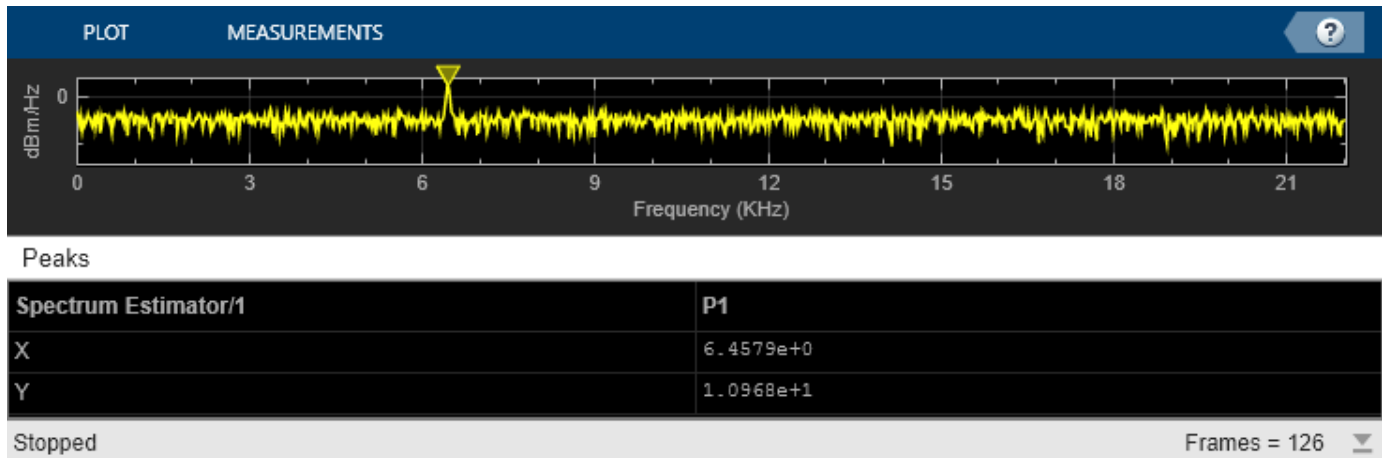 PLOT MEASUREMENTS ?
dBm/Hz
0
0 3 6 9 12 15 18 21
Frequency (KHz)
Peaks
Spectrum Estimator/1 P1
X 6.4579e+0
Y 1.0968e+1
Stopped Frames = 126